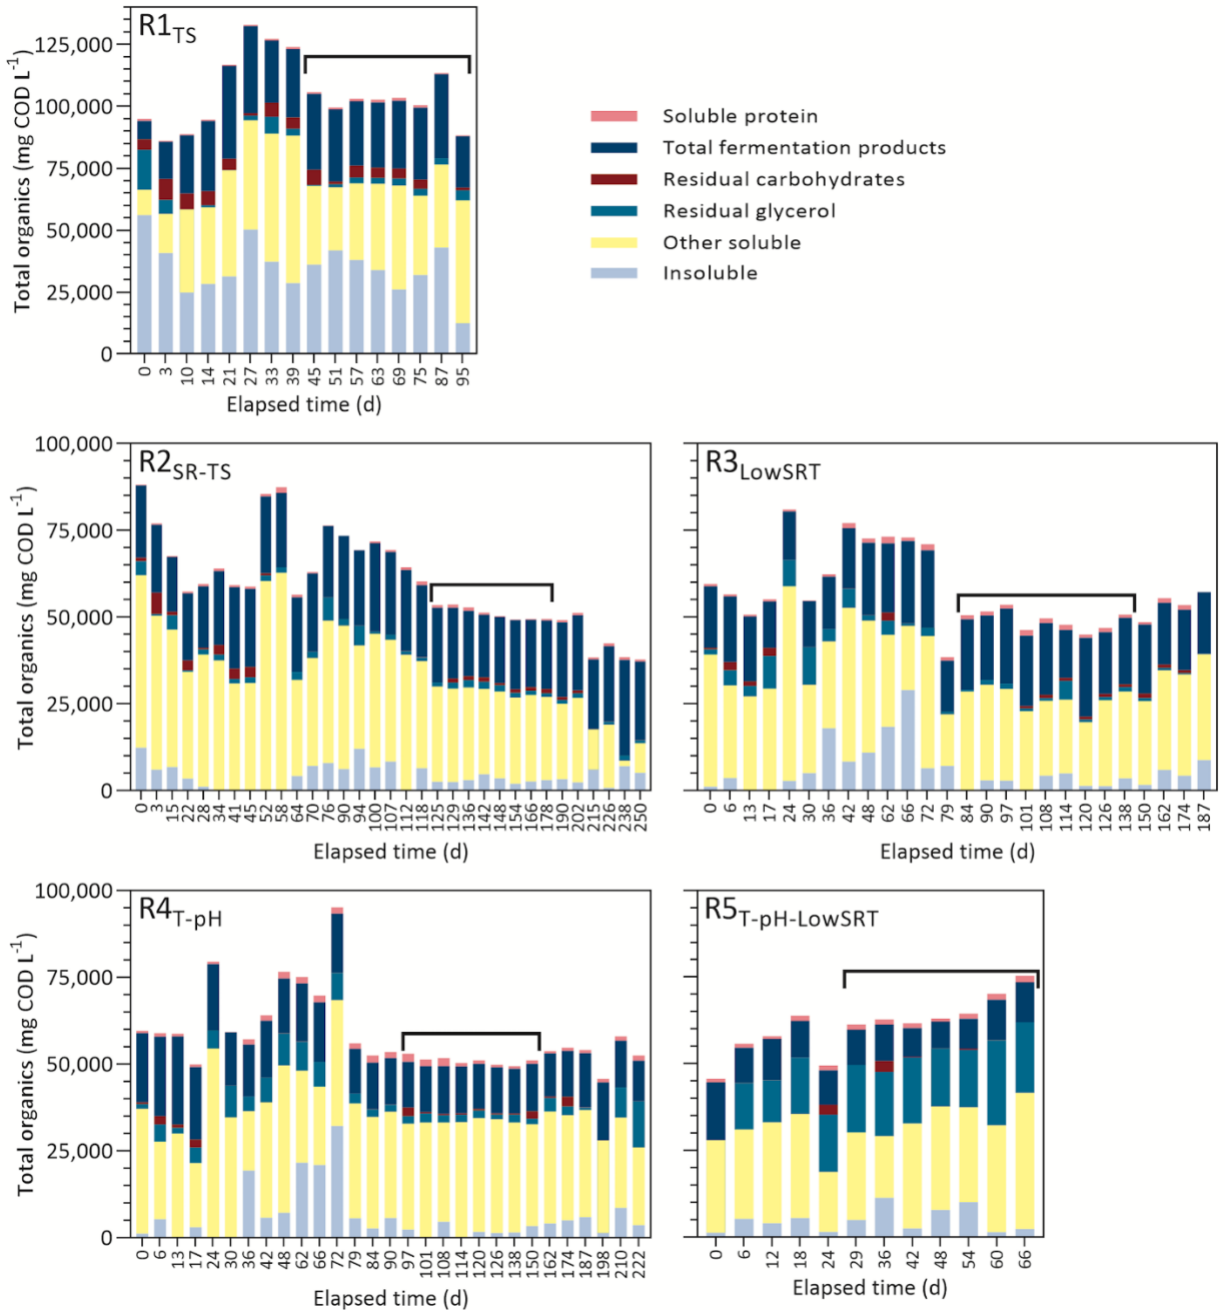 R1TS
Total organics (mg COD L-1)
125,000
100,000
75,000
50,000
25,000
0
0 3 10 14 21 27 33 39 45 51 57 63 69 75 87 95
Elapsed time (d)
Soluble protein
Total fermentation products
Residual carbohydrates
Residual glycerol
Other soluble
Insoluble
R2SR-TS
Total organics (mg COD L-1)
100,000
75,000
50,000
25,000
0
0 3 15 22 28 34 41 45 52 58 64 70 76 90 94 100 107 112 118 125 129 136 142 148 154 166 178 190 202 215 226 238 250
Elapsed time (d)
R3LowSRT
0 6 13 17 24 30 36 42 48 62 66 72 79 84 90 97 101 108 114 120 126 138 150 162 174 187
Elapsed time (d)
R4T-pH
Total organics (mg COD L-1)
100,000
75,000
50,000
25,000
0
0 6 13 17 24 30 36 42 48 62 66 72 79 84 90 97 101 108 114 120 126 138 150 162 174 187 198 210 222
Elapsed time (d)
R5T-pH-LowSRT
0 6 12 18 24 29 36 42 48 54 60 66
Elapsed time (d)